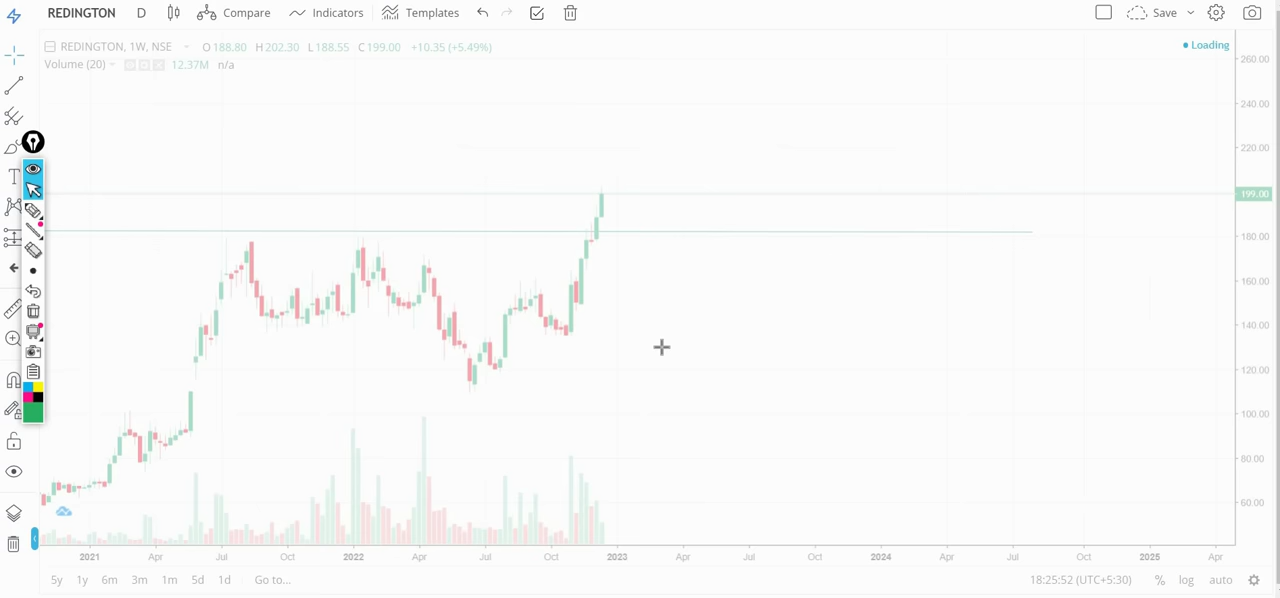 REDINGTON D Compare Indicators Templates Save
REDINGTON, 1W, NSE O188.80 H202.30 L188.55 C199.00 +10.35 (+5.49%)
Loading
Volume (20) 12.37M n/a
260.00
240.00
220.00
199.00
180.00
160.00
140.00
120.00
100.00
80.00
60.00
2021 Apr Jul Oct 2022 Apr Jul Oct 2023 Apr Jul Oct 2024 Apr Jul Oct 2025 Apr
5y 1y 6m 3m 1m 5d 1d Go to... 18:25:52 (UTC+5:30) % log auto